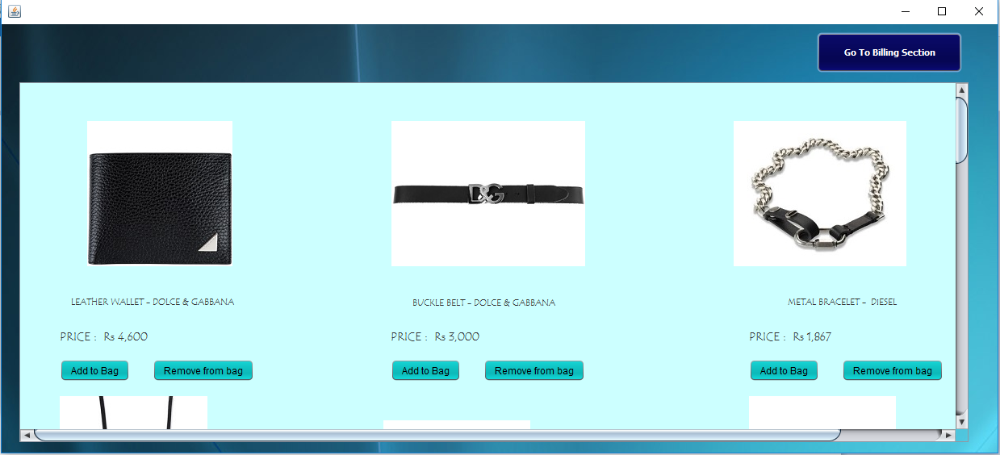 Go To Billing Section
D&G
LEATHER WALLET - DOLCE & GABBANA
BUCKLE BELT - DOLCE & GABBANA
METAL BRACELET - DIESEL
PRICE : Rs 4,600
PRICE : Rs 3,000
PRICE : Rs 1,867
Add to Bag
Remove from bag
Add to Bag
Remove from bag
Add to Bag
Remove from bag